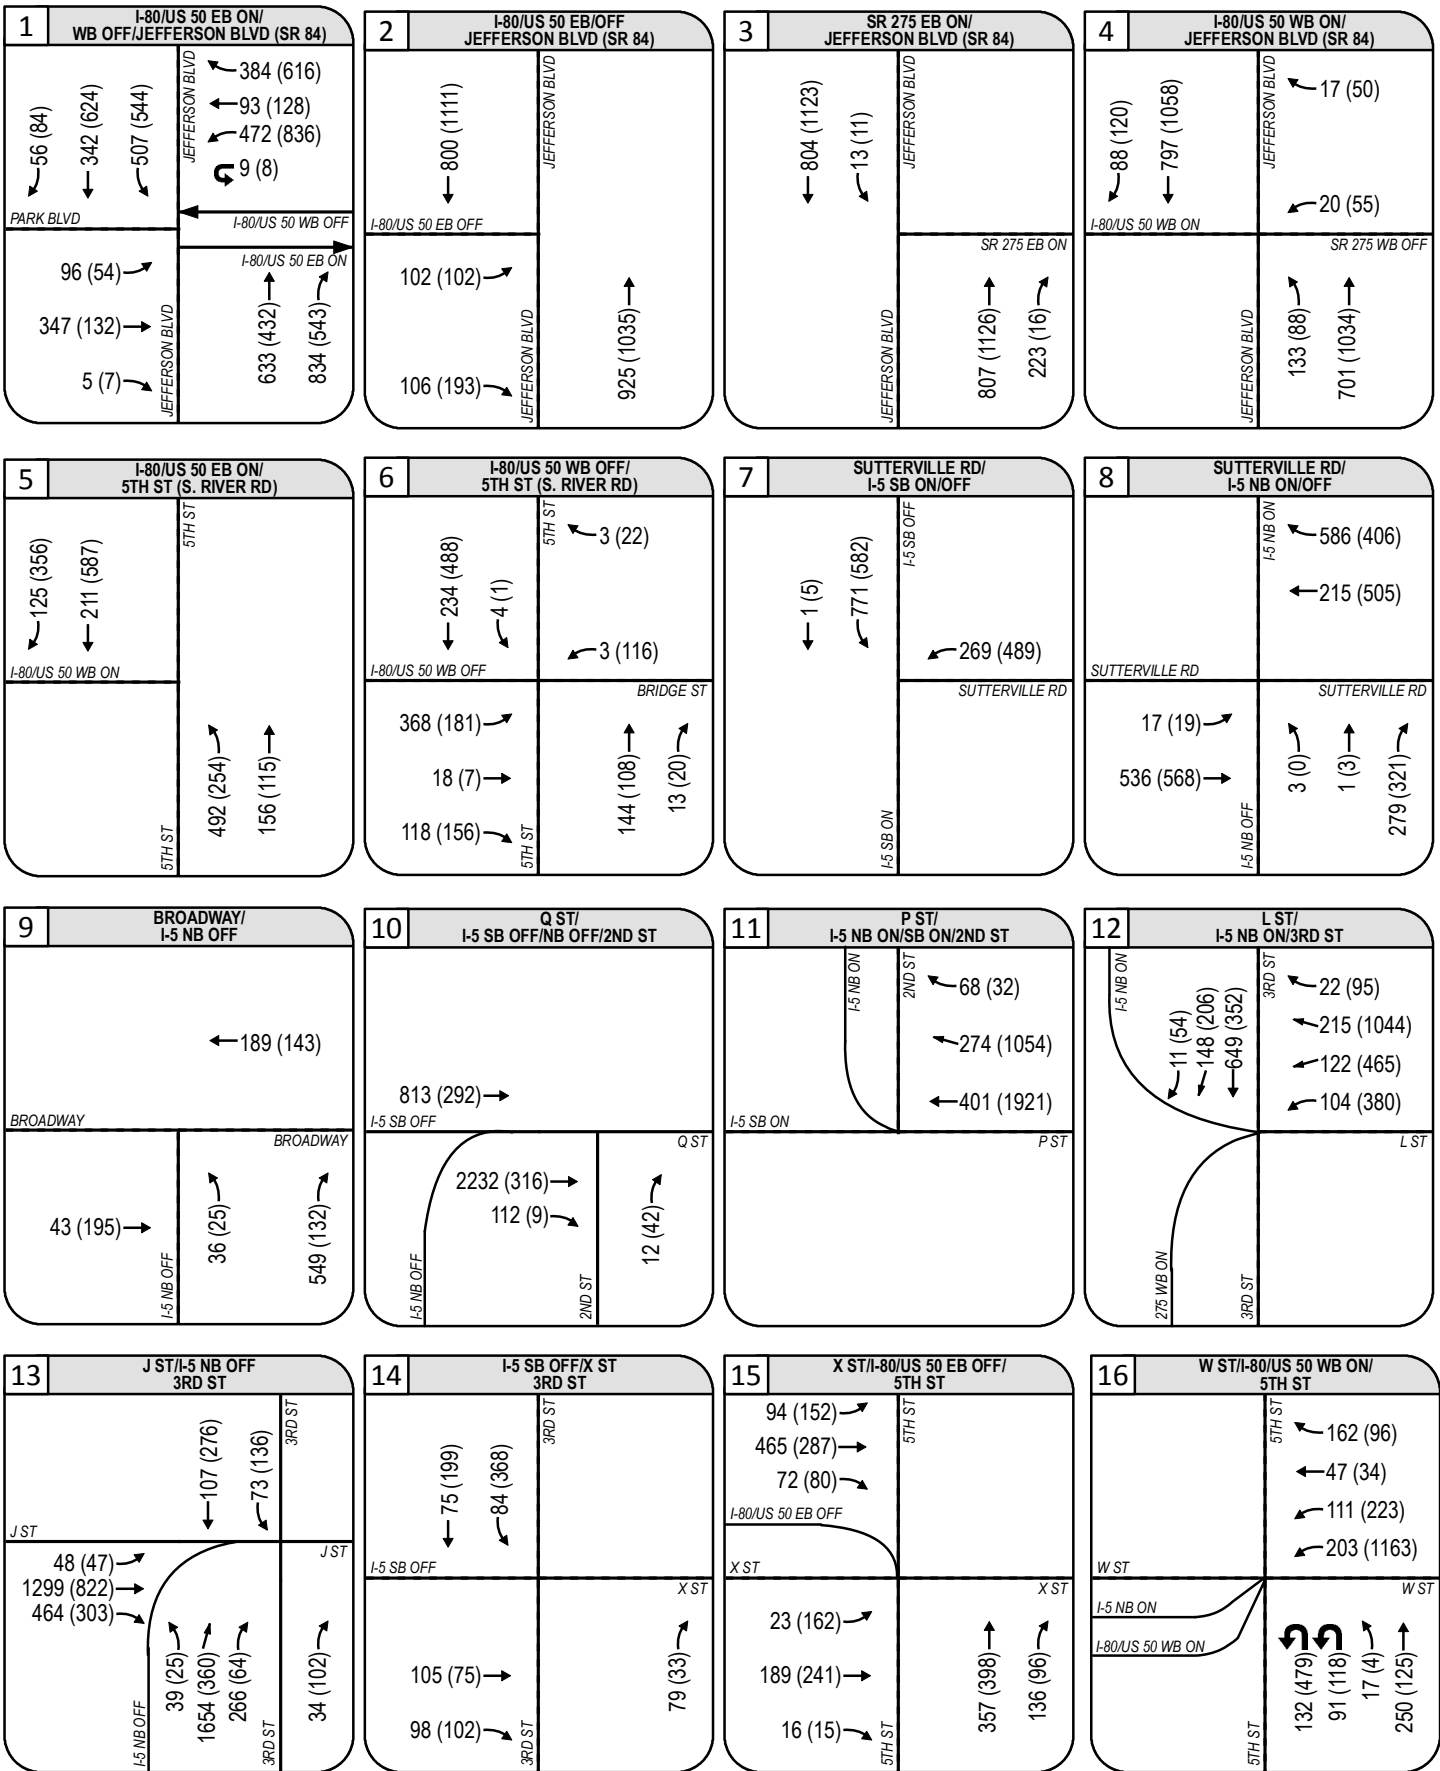 1
I-80/US 50 EB ON/
WB OFF/JEFFERSON BLVD (SR 84)
56 (84)
342 (624)
507 (544)
JEFFERSON BLVD
384 (616)
93 (128)
472 (836)
9 (8)
PARK BLVD
I-80/US 50 WB OFF
I-80/US 50 EB ON
96 (54)
347 (132)
5 (7)
JEFFERSON BLVD
633 (432)
834 (543)
2
I-80/US 50 EB/OFF
JEFFERSON BLVD (SR 84)
800 (1111)
JEFFERSON BLVD
I-80/US 50 EB OFF
102 (102)
106 (193)
JEFFERSON BLVD
925 (1035)
3
SR 275 EB ON/
JEFFERSON BLVD (SR 84)
804 (1123)
13 (11)
JEFFERSON BLVD
SR 275 EB ON
JEFFERSON BLVD
807 (1126)
223 (16)
4
I-80/US 50 WB ON/
JEFFERSON BLVD (SR 84)
88 (120)
797 (1058)
JEFFERSON BLVD
17 (50)
20 (55)
I-80/US 50 WB ON
SR 275 WB OFF
JEFFERSON BLVD
133 (88)
701 (1034)
5
I-80/US 50 EB ON/
5TH ST (S. RIVER RD)
125 (356)
211 (587)
5TH ST
I-80/US 50 WB ON
5TH ST
492 (254)
156 (115)
6
I-80/US 50 WB OFF/
5TH ST (S. RIVER RD)
234 (488)
4 (1)
5TH ST
3 (22)
3 (116)
I-80/US 50 WB OFF
BRIDGE ST
368 (181)
18 (7)
118 (156)
5TH ST
144 (108)
13 (20)
7
SUTTERVILLE RD/
I-5 SB ON/OFF
1 (5)
771 (582)
I-5 SB OFF
269 (489)
SUTTERVILLE RD
I-5 SB ON
8
SUTTERVILLE RD/
I-5 NB ON/OFF
I-5 NB ON
586 (406)
215 (505)
SUTTERVILLE RD
SUTTERVILLE RD
17 (19)
536 (568)
I-5 NB OFF
3 (0)
1 (3)
279 (321)
9
BROADWAY/
I-5 NB OFF
189 (143)
BROADWAY
BROADWAY
43 (195)
I-5 NB OFF
36 (25)
549 (132)
10
Q ST/
I-5 SB OFF/NB OFF/2ND ST
813 (292)
I-5 SB OFF
Q ST
2232 (316)
112 (9)
I-5 NB OFF
2ND ST
12 (42)
11
P ST/
I-5 NB ON/SB ON/2ND ST
I-5 NB ON
2ND ST
68 (32)
274 (1054)
401 (1921)
I-5 SB ON
P ST
12
L ST/
I-5 NB ON/3RD ST
I-5 NB ON
11 (54)
148 (206)
649 (352)
3RD ST
22 (95)
215 (1044)
122 (465)
104 (380)
L ST
275 WB ON
3RD ST
13
J ST/I-5 NB OFF
3RD ST
107 (276)
73 (136)
3RD ST
J ST
J ST
48 (47)
1299 (822)
464 (303)
I-5 NB OFF
39 (25)
1654 (360)
266 (64)
3RD ST
34 (102)
14
I-5 SB OFF/X ST
3RD ST
75 (199)
84 (368)
3RD ST
I-5 SB OFF
X ST
105 (75)
98 (102)
3RD ST
79 (33)
15
X ST/I-80/US 50 EB OFF/
5TH ST
94 (152)
465 (287)
72 (80)
5TH ST
I-80/US 50 EB OFF
X ST
X ST
23 (162)
189 (241)
16 (15)
5TH ST
357 (398)
136 (96)
16
W ST/I-80/US 50 WB ON/
5TH ST
5TH ST
162 (96)
47 (34)
111 (223)
203 (1163)
W ST
W ST
I-5 NB ON
I-80/US 50 WB ON
5TH ST
132 (479)
91 (118)
17 (4)
250 (125)